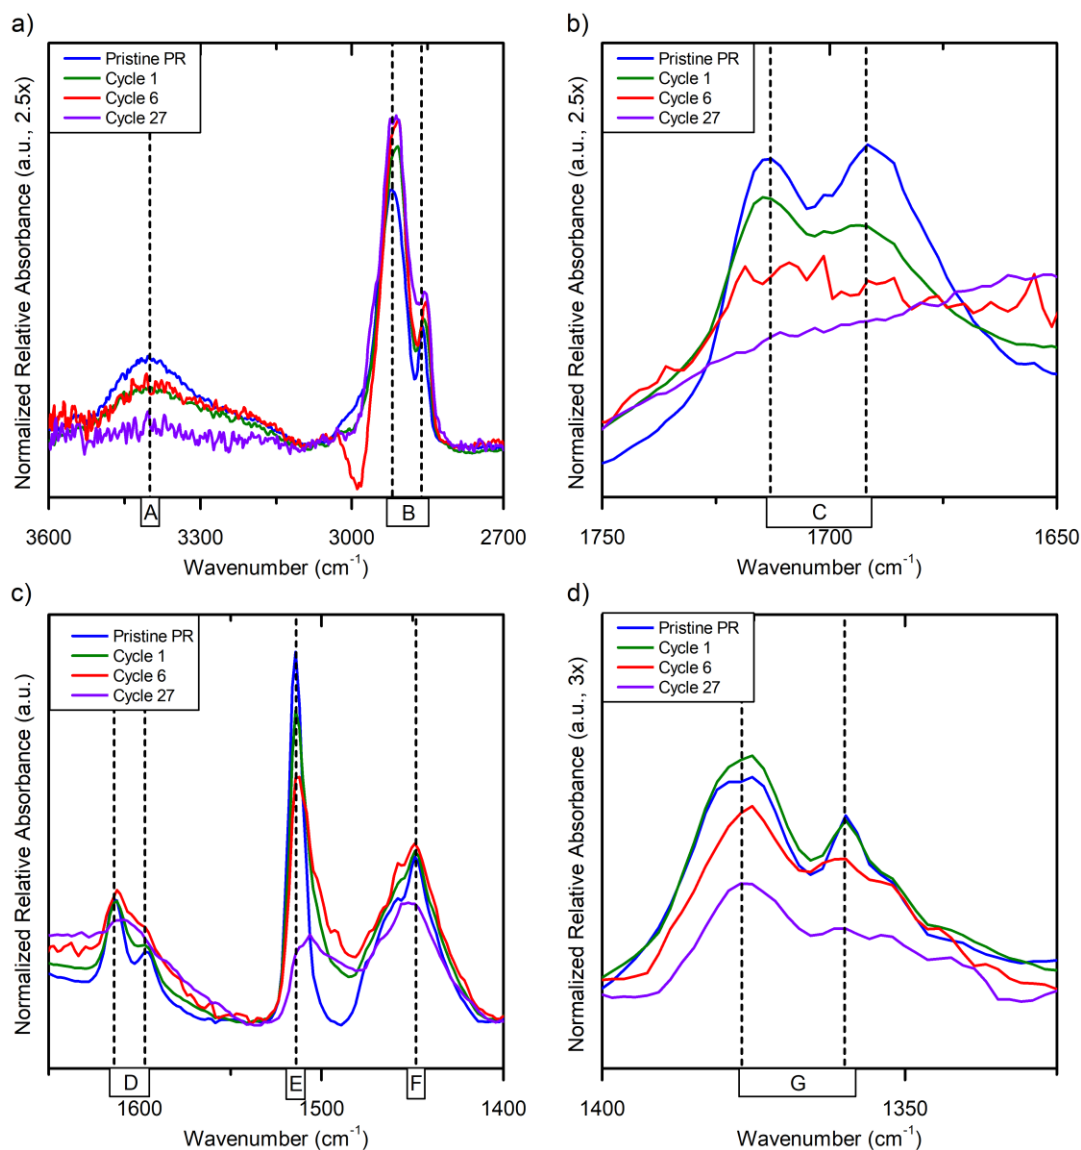 a)
Normalized Relative Absorbance (a.u., 2.5x)
Pristine PR
Cycle 1
Cycle 6
Cycle 27
A
B
3600
3300
3000
2700
Wavenumber (cm⁻¹)
b)
Normalized Relative Absorbance (a.u., 2.5x)
Pristine PR
Cycle 1
Cycle 6
Cycle 27
C
1750
1700
1650
Wavenumber (cm⁻¹)
c)
Normalized Relative Absorbance (a.u.)
Pristine PR
Cycle 1
Cycle 6
Cycle 27
D
E
F
1600
1500
1400
Wavenumber (cm⁻¹)
d)
Normalized Relative Absorbance (a.u., 3x)
Pristine PR
Cycle 1
Cycle 6
Cycle 27
G
1400
1350
Wavenumber (cm⁻¹)